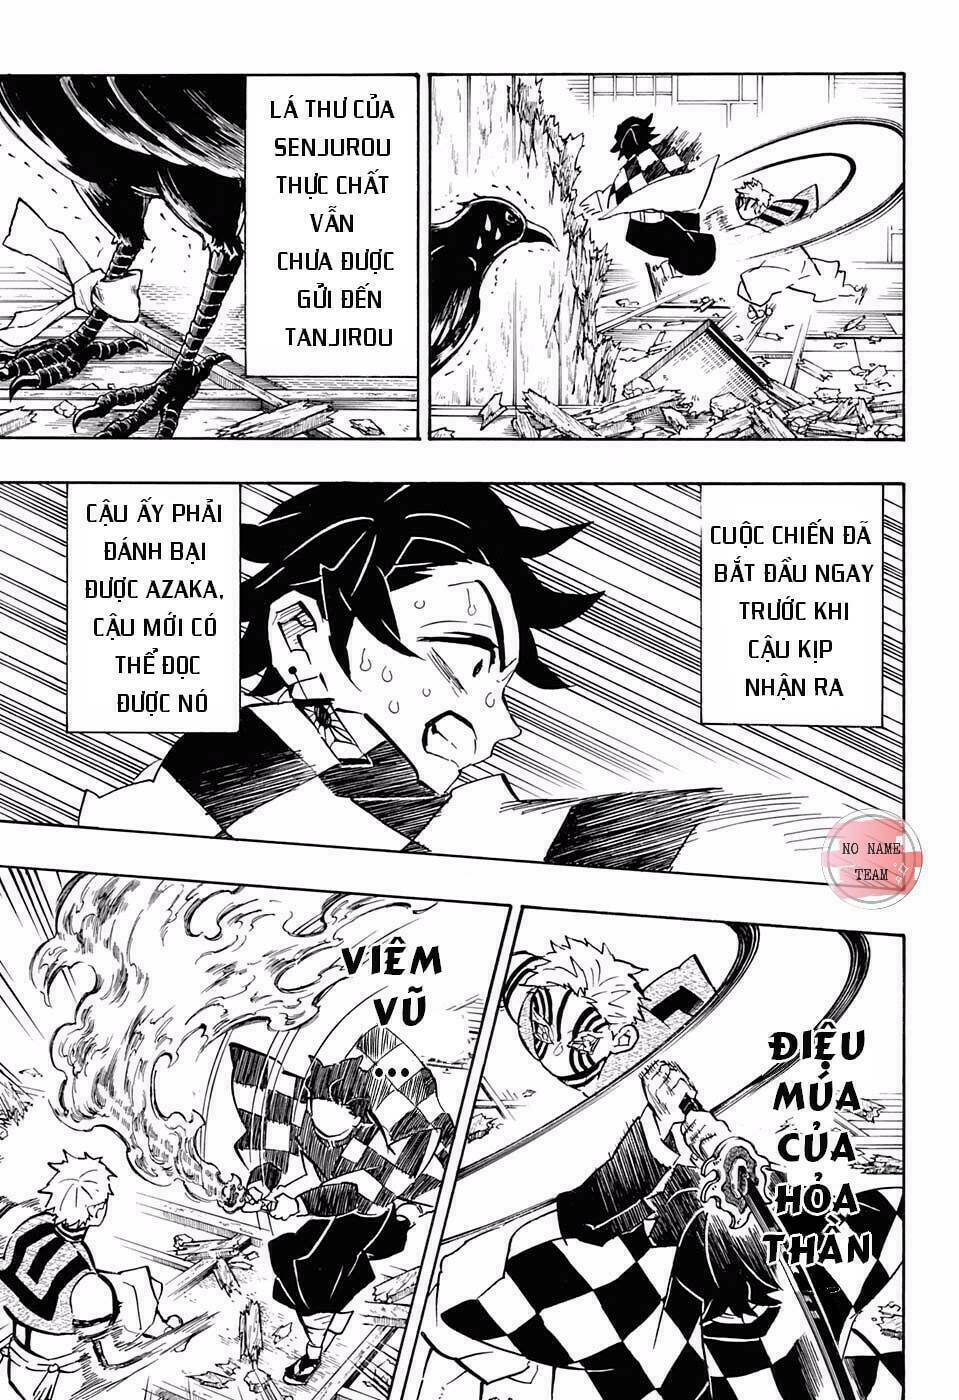 LÁ THƯ CỦA
SENJUROU
THỰC CHẤT
VẪN
CHƯA ĐƯỢC
GỬI ĐẾN
TANJIROU
CUỘC CHIẾN ĐÃ
BẮT ĐẦU NGAY
TRƯỚC KHI
CẬU KỊP
NHẬN RA
CẬU ẤY PHẢI
ĐÁNH BẠI
ĐƯỢC AZAKA,
CẬU MỚI CÓ
THỂ ĐỌC
ĐƯỢC NÓ
NO NAME
TEAM
ĐIỆU
MÚA
CỦA
HỎA
THẦN
VIÊM
VŨ
...